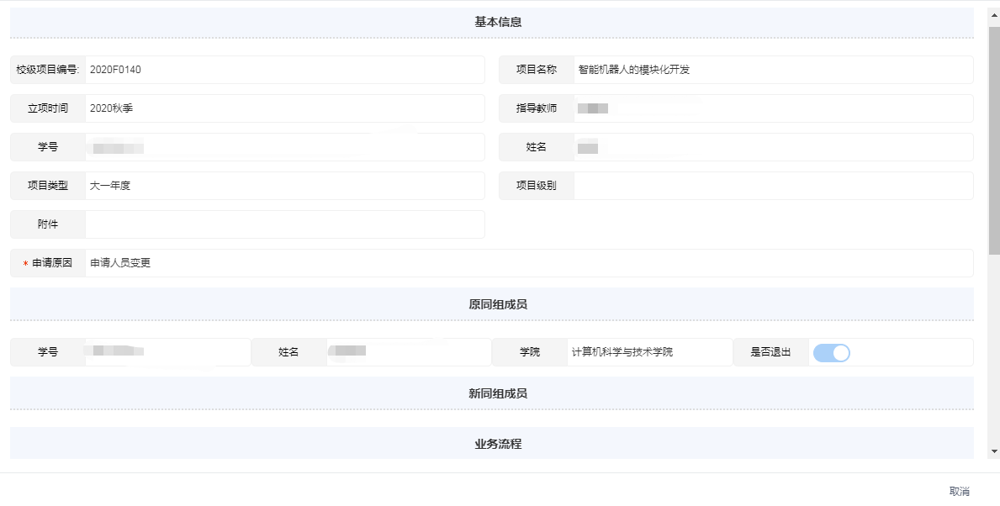 基本信息
校级项目编号: 2020F0140 项目名称 智能机器人的模块化开发
立项时间 2020秋季 指导教师
学号 姓名
项目类型 大一年度 项目级别
附件
* 申请原因 申请人员变更
原同组成员
学号 姓名 学院 计算机科学与技术学院 是否退出
新同组成员
业务流程
取消